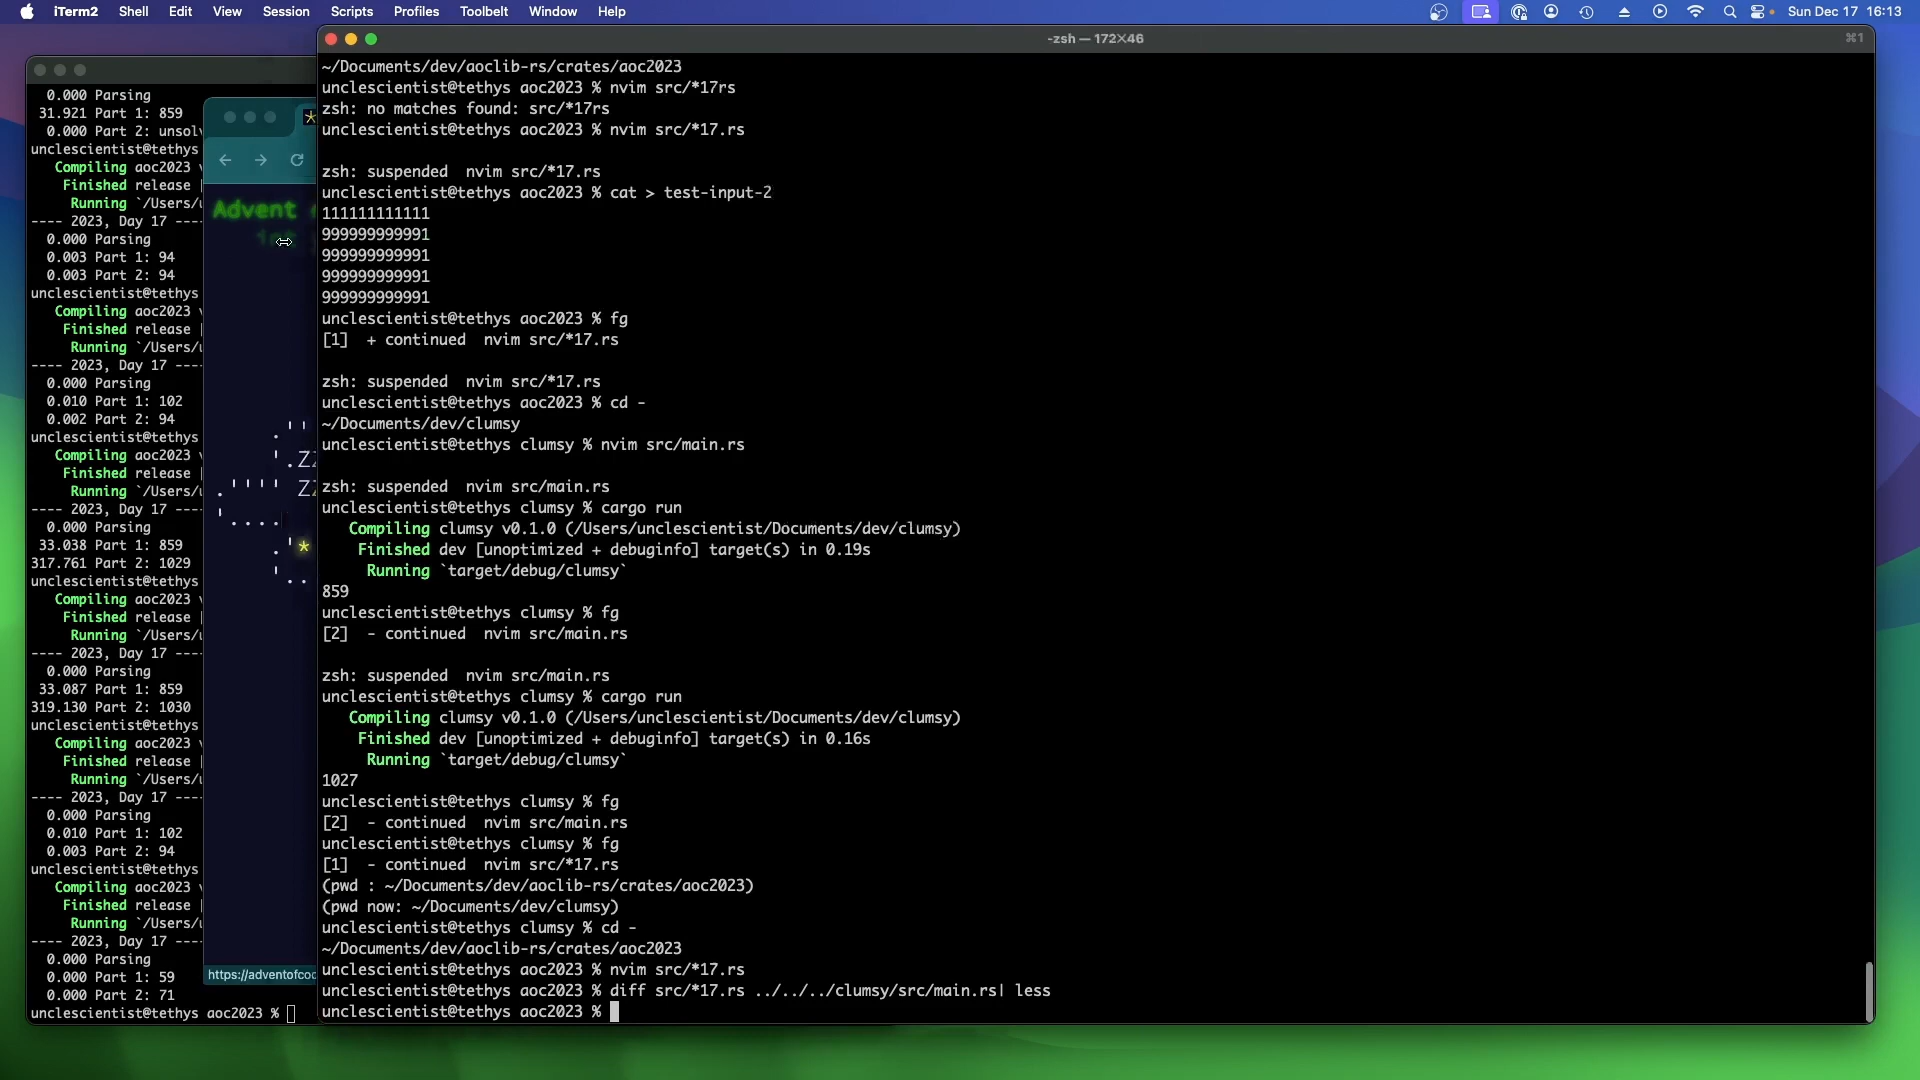 iTerm2 Shell Edit View Session Scripts Profiles Toolbelt Window Help Sun Dec 17 16:13
-zsh — 172×46 ⌘1
0.000 Parsing
31.921 Part 1: 859
0.000 Part 2: unsolv
unclescientist@tethys
Compiling aoc2023 v
Finished release [
Running `/Users/u
---- 2023, Day 17 ----
0.000 Parsing
0.003 Part 1: 94
0.003 Part 2: 94
unclescientist@tethys
Compiling aoc2023 v
Finished release [
Running `/Users/u
---- 2023, Day 17 ----
0.000 Parsing
0.010 Part 1: 102
0.002 Part 2: 94
unclescientist@tethys
Compiling aoc2023 v
Finished release [
Running `/Users/u
---- 2023, Day 17 ----
0.000 Parsing
33.038 Part 1: 859
317.761 Part 2: 1029
unclescientist@tethys
Compiling aoc2023 v
Finished release [
Running `/Users/u
---- 2023, Day 17 ----
0.000 Parsing
33.087 Part 1: 859
319.130 Part 2: 1030
unclescientist@tethys
Compiling aoc2023 v
Finished release [
Running `/Users/u
---- 2023, Day 17 ----
0.000 Parsing
0.010 Part 1: 102
0.003 Part 2: 94
unclescientist@tethys
Compiling aoc2023 v
Finished release [
Running `/Users/u
---- 2023, Day 17 ----
0.000 Parsing
0.000 Part 1: 59
0.000 Part 2: 71
unclescientist@tethys aoc2023 %
Advent
int
. ' '
' . ZZ
. ' ' ' ' ZZ
' . . . .
. ' *
' . .
https://adventofcod
~/Documents/dev/aoclib-rs/crates/aoc2023
unclescientist@tethys aoc2023 % nvim src/*17rs
zsh: no matches found: src/*17rs
unclescientist@tethys aoc2023 % nvim src/*17.rs
zsh: suspended  nvim src/*17.rs
unclescientist@tethys aoc2023 % cat > test-input-2
111111111111
999999999991
999999999991
999999999991
999999999991
unclescientist@tethys aoc2023 % fg
[1]  + continued  nvim src/*17.rs
zsh: suspended  nvim src/*17.rs
unclescientist@tethys aoc2023 % cd -
~/Documents/dev/clumsy
unclescientist@tethys clumsy % nvim src/main.rs
zsh: suspended  nvim src/main.rs
unclescientist@tethys clumsy % cargo run
Compiling clumsy v0.1.0 (/Users/unclescientist/Documents/dev/clumsy)
Finished dev [unoptimized + debuginfo] target(s) in 0.19s
Running `target/debug/clumsy`
859
unclescientist@tethys clumsy % fg
[2]  - continued  nvim src/main.rs
zsh: suspended  nvim src/main.rs
unclescientist@tethys clumsy % cargo run
Compiling clumsy v0.1.0 (/Users/unclescientist/Documents/dev/clumsy)
Finished dev [unoptimized + debuginfo] target(s) in 0.16s
Running `target/debug/clumsy`
1027
unclescientist@tethys clumsy % fg
[2]  - continued  nvim src/main.rs
unclescientist@tethys clumsy % fg
[1]  - continued  nvim src/*17.rs
(pwd : ~/Documents/dev/aoclib-rs/crates/aoc2023)
(pwd now: ~/Documents/dev/clumsy)
unclescientist@tethys clumsy % cd -
~/Documents/dev/aoclib-rs/crates/aoc2023
unclescientist@tethys aoc2023 % nvim src/*17.rs
unclescientist@tethys aoc2023 % diff src/*17.rs ../../../clumsy/src/main.rs| less
unclescientist@tethys aoc2023 %